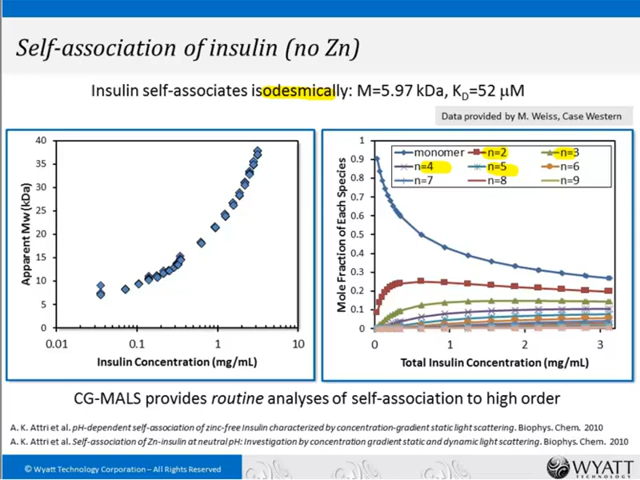 Self-association of insulin (no Zn)
Insulin self-associates isodesmically: M=5.97 kDa, KD=52 µM
Data provided by M. Weiss, Case Western
40
35
30
25
20
15
10
5
0
Apparent Mw (kDa)
0.01 0.1 1 10
Insulin Concentration (mg/mL)
1
0.9
0.8
0.7
0.6
0.5
0.4
0.3
0.2
0.1
0
Mole Fraction of Each Species
monomer n=2 n=3
n=4 n=5 n=6
n=7 n=8 n=9
0 1 2 3
Total Insulin Concentration (mg/mL)
CG-MALS provides routine analyses of self-association to high order
A. K. Attri et al. pH-dependent self-association of zinc-free insulin characterized by concentration-gradient static light scattering. Biophys. Chem. 2010
A. K. Attri et al. Self-association of Zn-insulin at neutral pH: Investigation by concentration gradient static and dynamic light scattering. Biophys. Chem. 2010
© Wyatt Technology Corporation – All Rights Reserved
WYATT
TECHNOLOGY